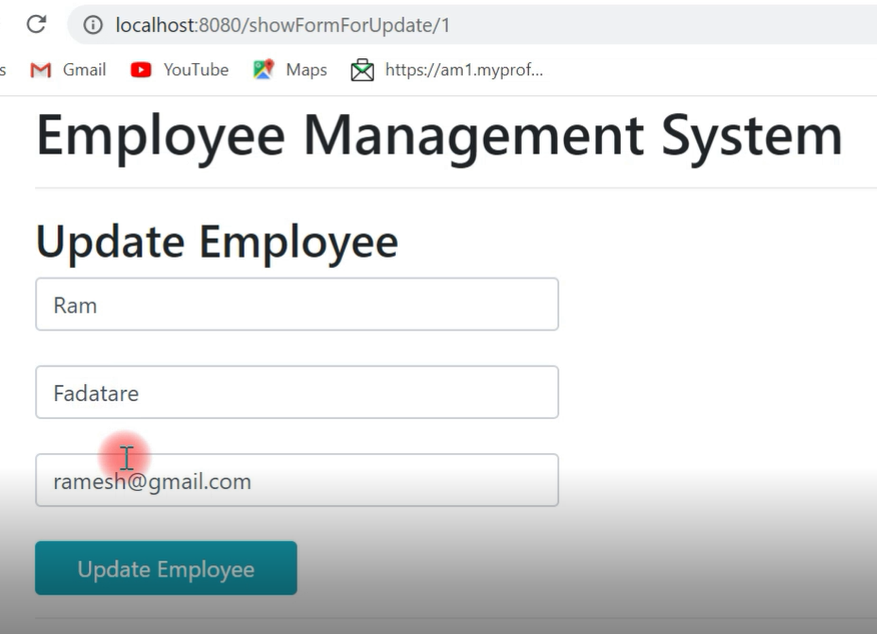 localhost:8080/showFormForUpdate/1
s Gmail YouTube Maps https://am1.myprof...
Employee Management System
Update Employee
Ram
Fadatare
ramesh@gmail.com
Update Employee